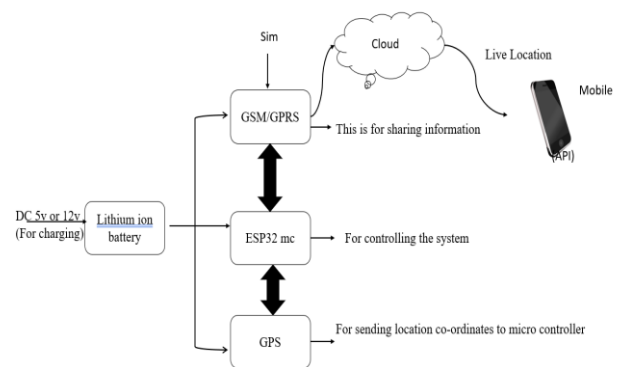 Sim
Cloud
Live Location
Mobile
GSM/GPRS
This is for sharing information
(API)
DC 5v or 12v
(For charging)
Lithium ion
battery
ESP32 mc
For controlling the system
For sending location co-ordinates to micro controller
GPS